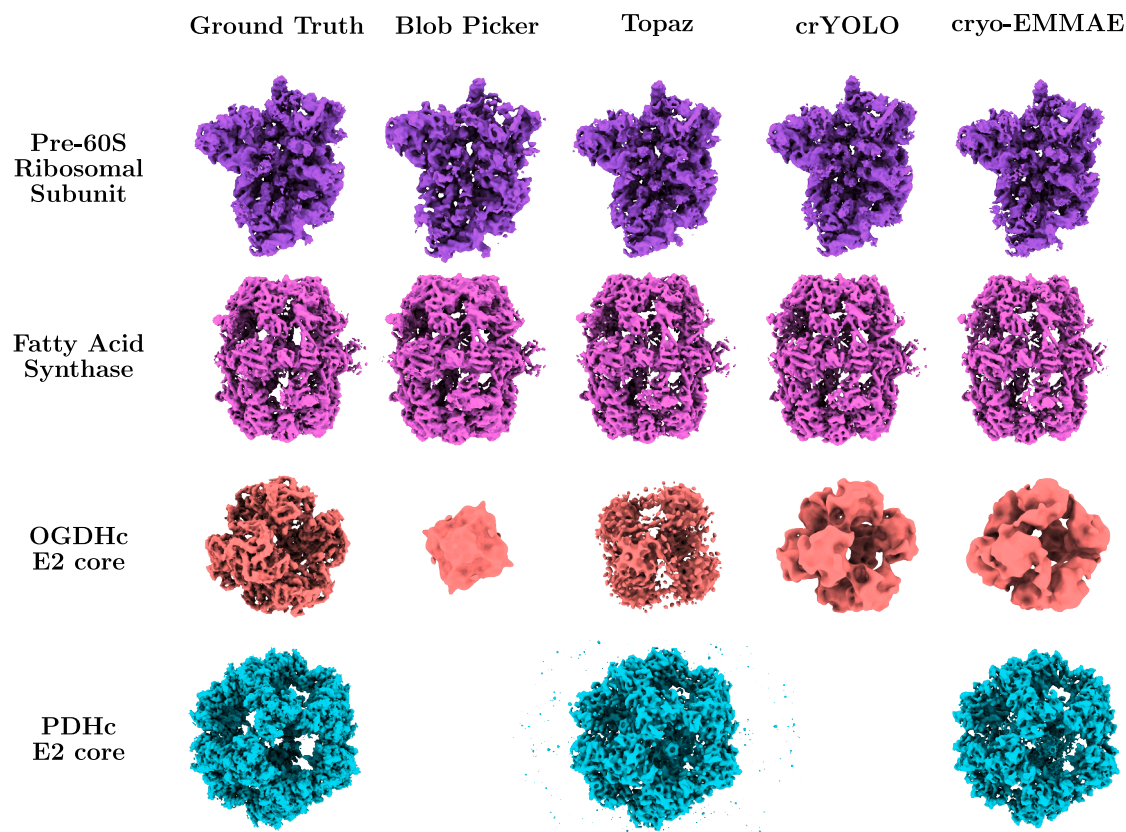 Ground Truth Blob Picker Topaz crYOLO cryo-EMMAE
Pre-60S
Ribosomal
Subunit
Fatty Acid
Synthase
OGDHc
E2 core
PDHc
E2 core